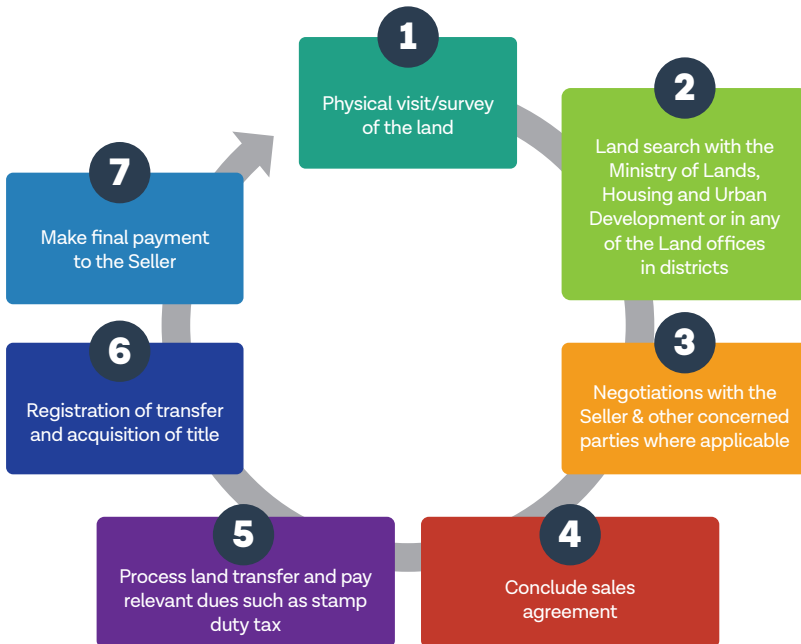 1
Physical visit/survey
of the land
2
Land search with the
Ministry of Lands,
Housing and Urban
Development or in any
of the Land offices
in districts
3
Negotiations with the
Seller & other concerned
parties where applicable
4
Conclude sales
agreement
5
Process land transfer and pay
relevant dues such as stamp
duty tax
6
Registration of transfer
and acquisition of title
7
Make final payment
to the Seller